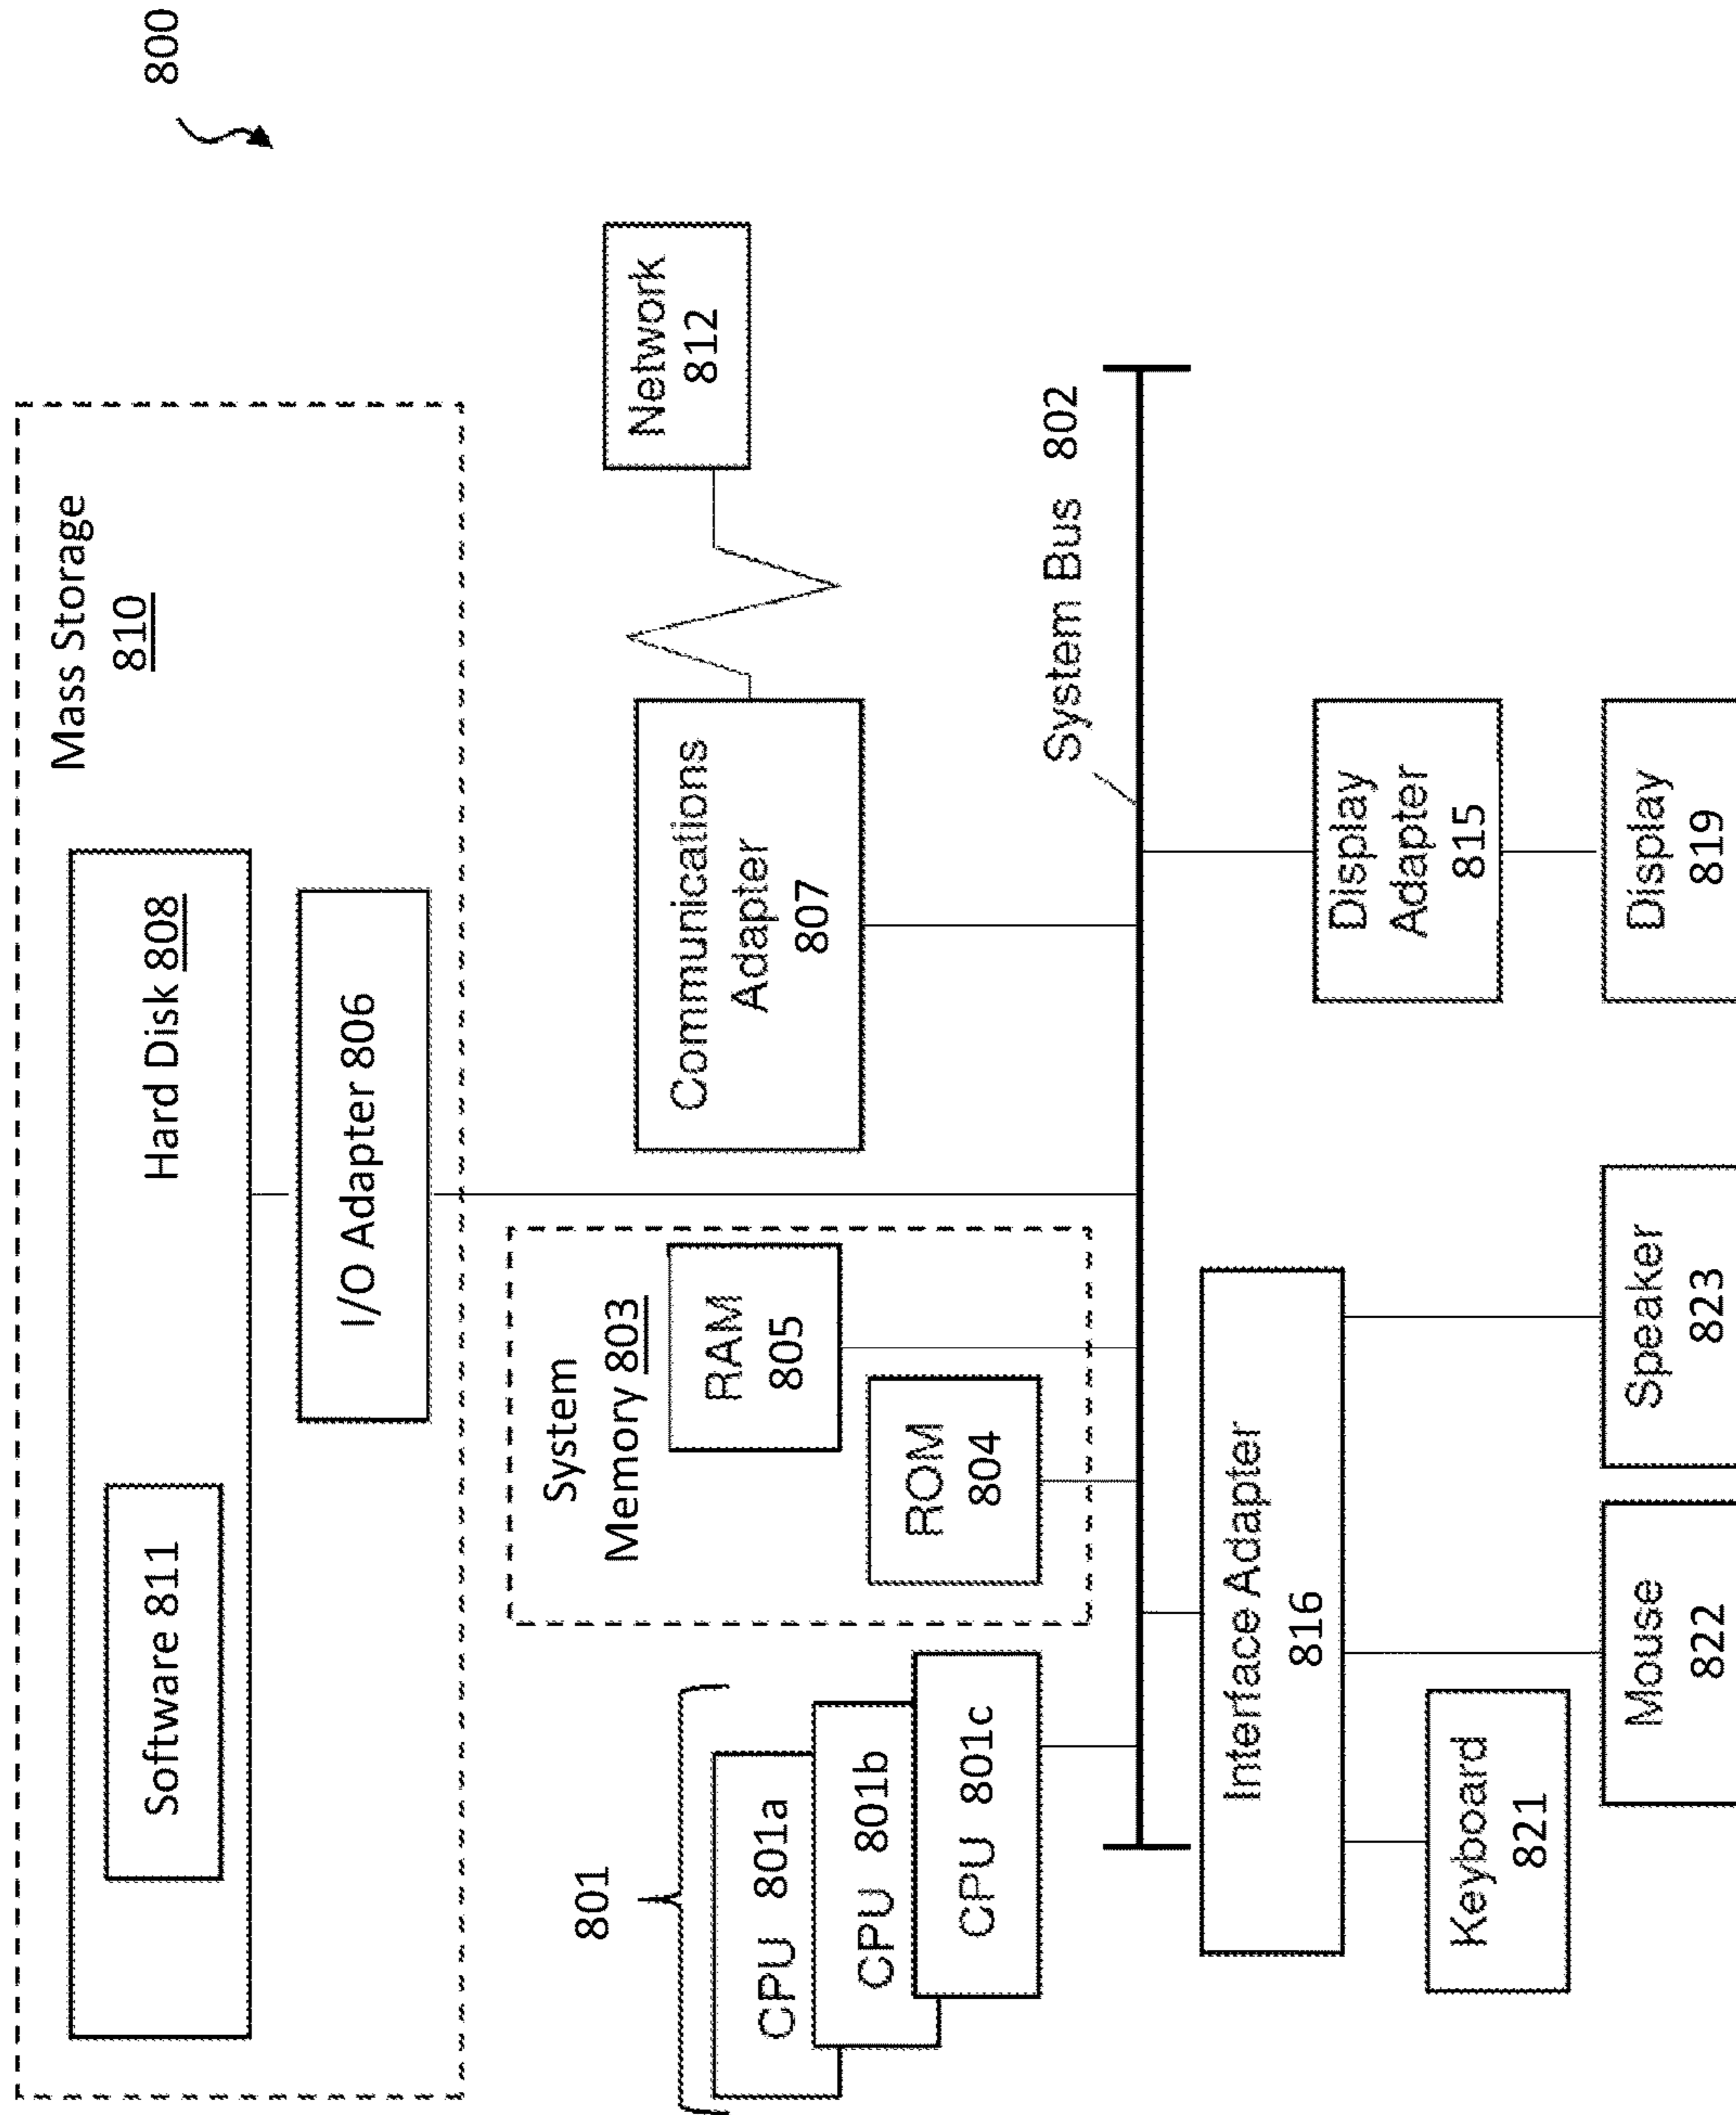 800
Mass Storage
810
Hard Disk 808
Software 811
I/O Adapter 806
System
Memory 803
RAM
805
ROM
804
801
CPU 801a
CPU 801b
CPU 801c
Communications
Adapter
807
Network
812
System Bus 802
Interface Adapter
816
Display
Adapter
815
Keyboard
821
Mouse
822
Speaker
823
Display
819